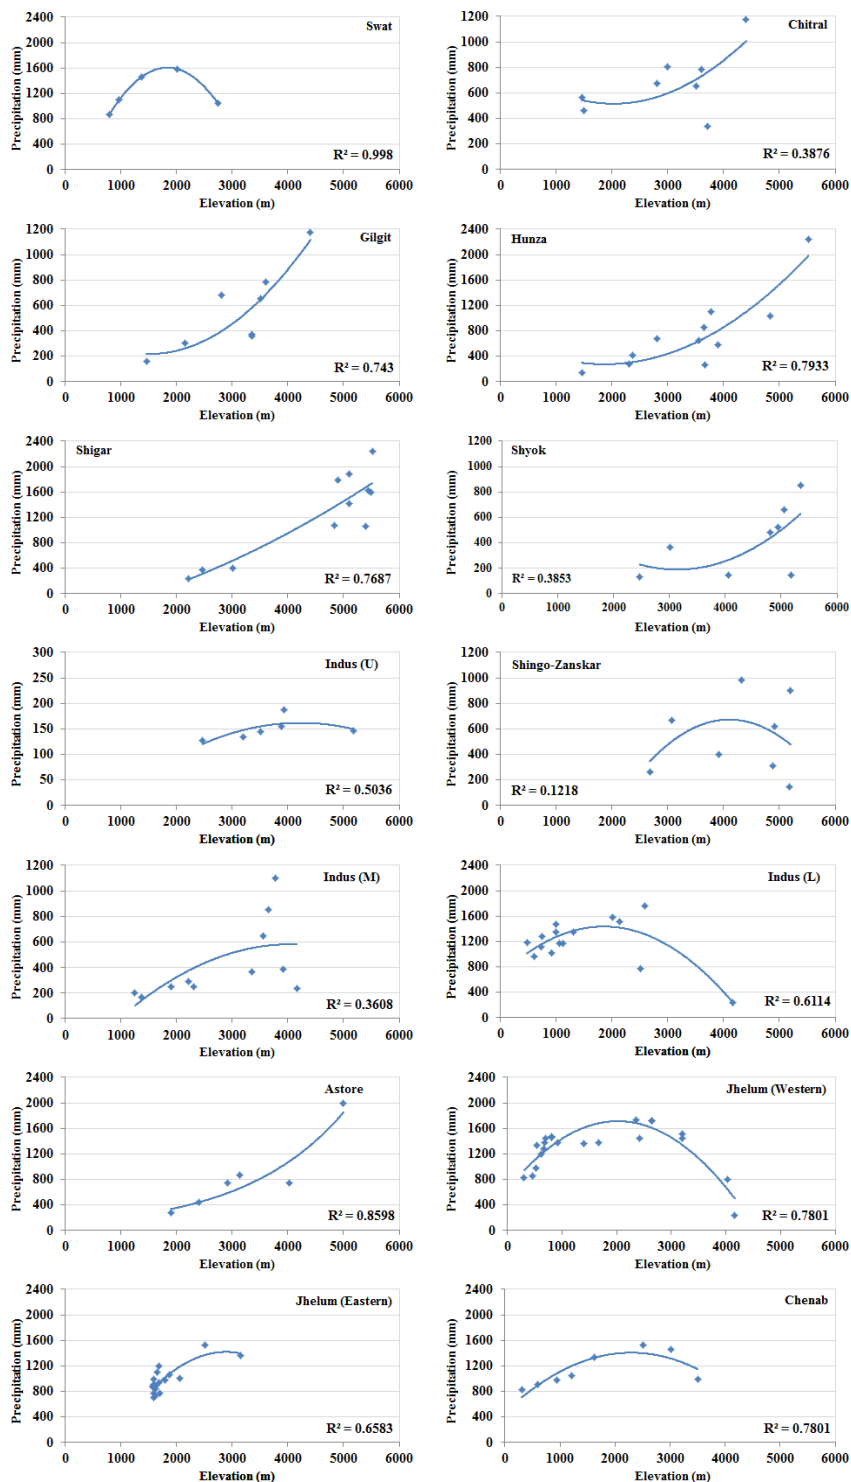 Swat
Precipitation (mm)
2400
2000
1600
1200
800
400
0
R² = 0.998
0 1000 2000 3000 4000 5000 6000
Elevation (m)
Chitral
Precipitation (mm)
1200
1000
800
600
400
200
0
R² = 0.3876
0 1000 2000 3000 4000 5000 6000
Elevation (m)
Gilgit
Precipitation (mm)
1200
1000
800
600
400
200
0
R² = 0.743
0 1000 2000 3000 4000 5000 6000
Elevation (m)
Hunza
Precipitation (mm)
2400
2000
1600
1200
800
400
0
R² = 0.7933
0 1000 2000 3000 4000 5000 6000
Elevation (m)
Shigar
Precipitation (mm)
2400
2000
1600
1200
800
400
0
R² = 0.7687
0 1000 2000 3000 4000 5000 6000
Elevation (m)
Shyok
Precipitation (mm)
1200
1000
800
600
400
200
0
R² = 0.3853
0 1000 2000 3000 4000 5000 6000
Elevation (m)
Indus (U)
Precipitation (mm)
300
250
200
150
100
50
0
R² = 0.5036
0 1000 2000 3000 4000 5000 6000
Elevation (m)
Shingo-Zanskar
Precipitation (mm)
1200
1000
800
600
400
200
0
R² = 0.1218
0 1000 2000 3000 4000 5000 6000
Elevation (m)
Indus (M)
Precipitation (mm)
1200
1000
800
600
400
200
0
R² = 0.3608
0 1000 2000 3000 4000 5000 6000
Elevation (m)
Indus (L)
Precipitation (mm)
2400
2000
1600
1200
800
400
0
R² = 0.6114
0 1000 2000 3000 4000 5000 6000
Elevation (m)
Astore
Precipitation (mm)
2400
2000
1600
1200
800
400
0
R² = 0.8598
0 1000 2000 3000 4000 5000 6000
Elevation (m)
Jhelum (Western)
Precipitation (mm)
2400
2000
1600
1200
800
400
0
R² = 0.7801
0 1000 2000 3000 4000 5000 6000
Elevation (m)
Jhelum (Eastern)
Precipitation (mm)
2400
2000
1600
1200
800
400
0
R² = 0.6583
0 1000 2000 3000 4000 5000 6000
Elevation (m)
Chenab
Precipitation (mm)
2400
2000
1600
1200
800
400
0
R² = 0.7801
0 1000 2000 3000 4000 5000 6000
Elevation (m)